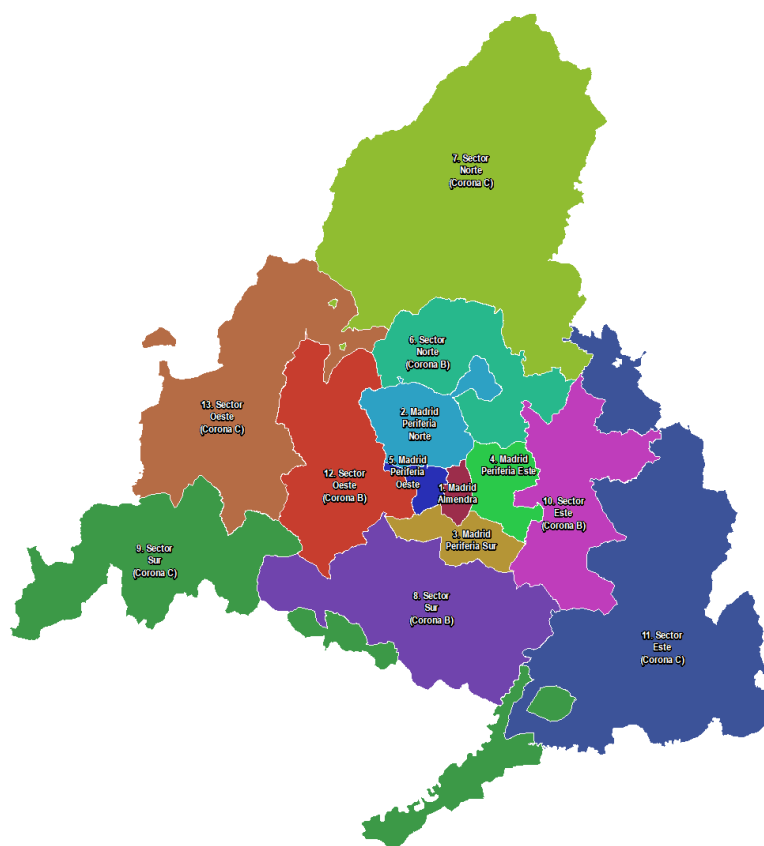 7. Sector
Norte
(Corona C)
6. Sector
Norte
(Corona B)
13. Sector
Oeste
(Corona C)
2. Madrid
Periferia
Norte
5. Madrid
Periferia
Oeste
4. Madrid
Periferia Este
12. Sector
Oeste
(Corona B)
1. Madrid
Almendra
10. Sector
Este
(Corona B)
3. Madrid
Periferia Sur
9. Sector
Sur
(Corona C)
8. Sector
Sur
(Corona B)
11. Sector
Este
(Corona C)